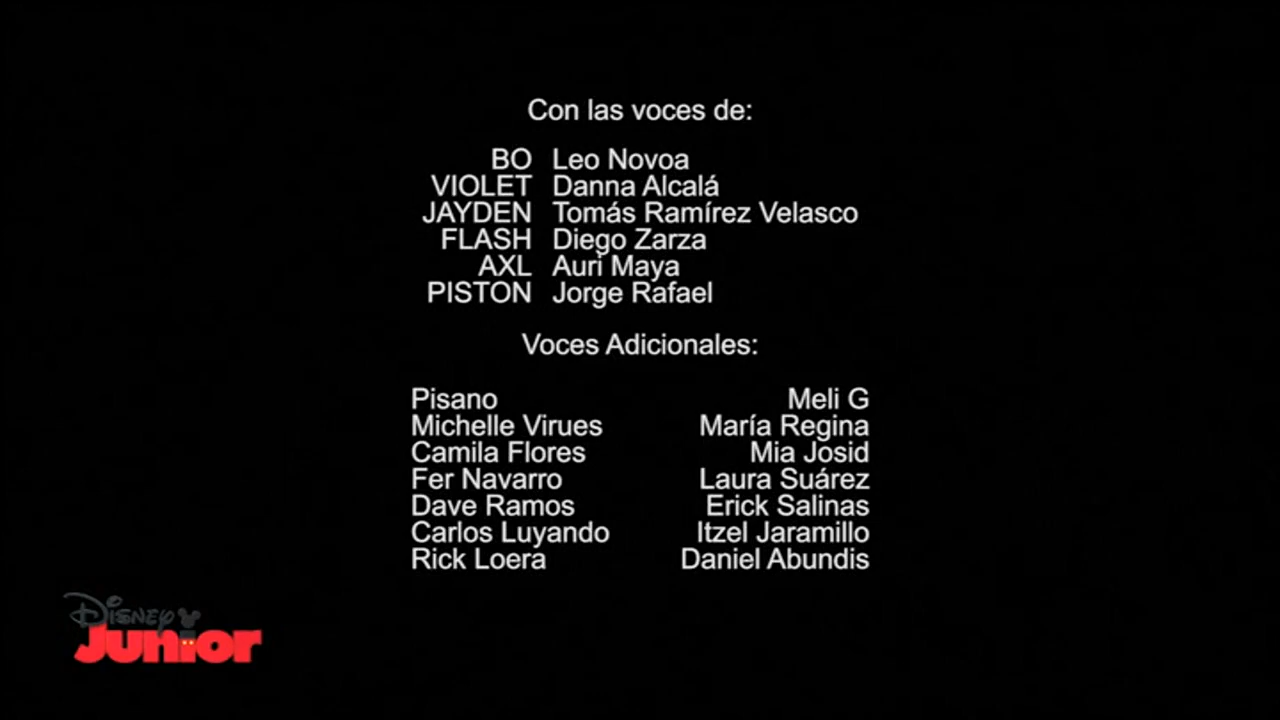 Con las voces de:
BO Leo Novoa
VIOLET Danna Alcalá
JAYDEN Tomás Ramírez Velasco
FLASH Diego Zarza
AXL Auri Maya
PISTON Jorge Rafael
Voces Adicionales:
Pisano Meli G
Michelle Virues María Regina
Camila Flores Mia Josid
Fer Navarro Laura Suárez
Dave Ramos Erick Salinas
Carlos Luyando Itzel Jaramillo
Rick Loera Daniel Abundis
Disney
Junior